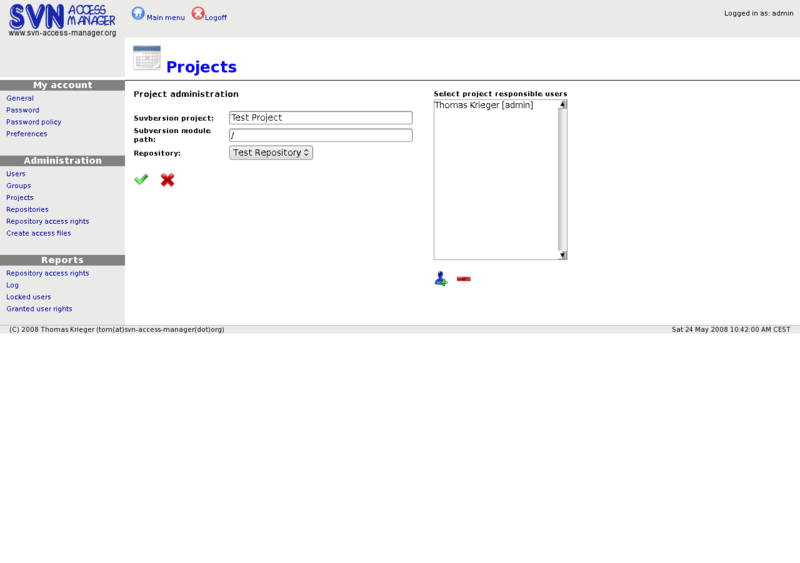 SVN ACCESS MANAGER
www.svn-access-manager.org
Main menu
Logoff
Logged in as: admin
Projects
My account
General
Password
Password policy
Preferences
Administration
Users
Groups
Projects
Repositories
Repository access rights
Create access files
Reports
Repository access rights
Log
Locked users
Granted user rights
Project administration
Suvbersion project:
Test Project
Subversion module
path:
/
Repository:
Test Repository
Select project responsible users
Thomas Krieger [admin]
(C) 2008 Thomas Krieger (tom(at)svn-access-manager(dot)org)
Sat 24 May 2008 10:42:00 AM CEST